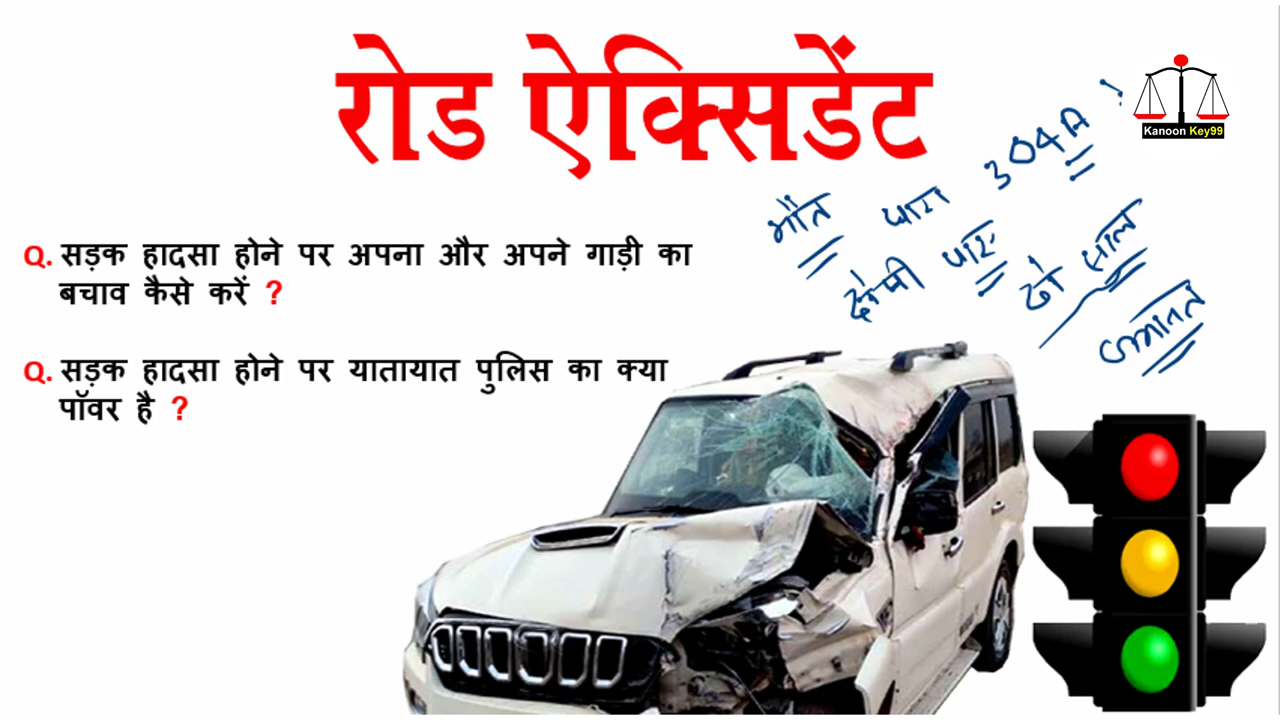 रोड ऐक्सिडेंट
Kanoon Key99
मौत धारा 304A
दोषी पाए
दो साल
जमानत
Q. सड़क हादसा होने पर अपना और अपने गाड़ी का
बचाव कैसे करें ?
Q. सड़क हादसा होने पर यातायात पुलिस का क्या
पॉवर है ?